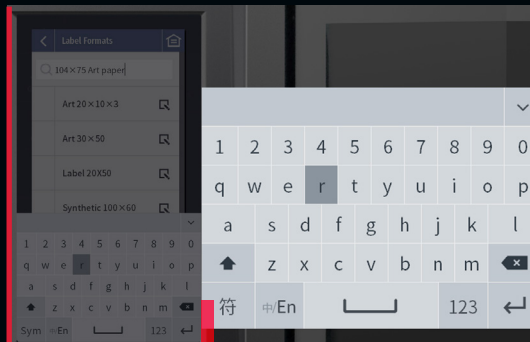 Label Formats
104×75 Art paper
Art 20×10×3
Art 30×50
Label 20X50
Synthetic 100×60
1 2 3 4 5 6 7 8 9 0
q w e r t y u i o p
a s d f g h j k l
z x c v b n m
Sym 中/En 123
1 2 3 4 5 6 7 8 9 0
q w e r t y u i o p
a s d f g h j k l
z x c v b n m
符 中/En 123